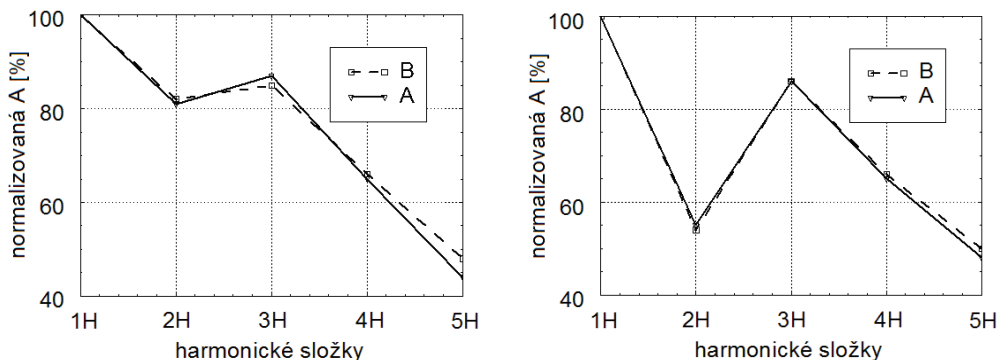 normalizovaná A [%]
100
80
60
40
B
A
1H 2H 3H 4H 5H
harmonické složky
normalizovaná A [%]
100
80
60
40
B
A
1H 2H 3H 4H 5H
harmonické složky